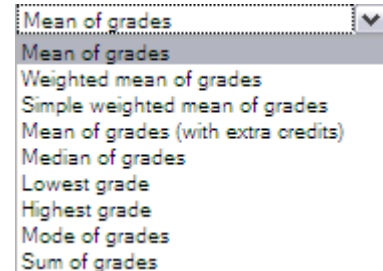 Mean of grades
Mean of grades
Weighted mean of grades
Simple weighted mean of grades
Mean of grades (with extra credits)
Median of grades
Lowest grade
Highest grade
Mode of grades
Sum of grades